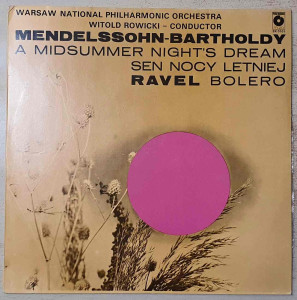 WARSAW NATIONAL PHILHARMONIC ORCHESTRA
WITOLD ROWICKI – CONDUCTOR
MENDELSSOHN-BARTHOLDY
A MIDSUMMER NIGHT'S DREAM
SEN NOCY LETNIEJ
RAVEL BOLERO